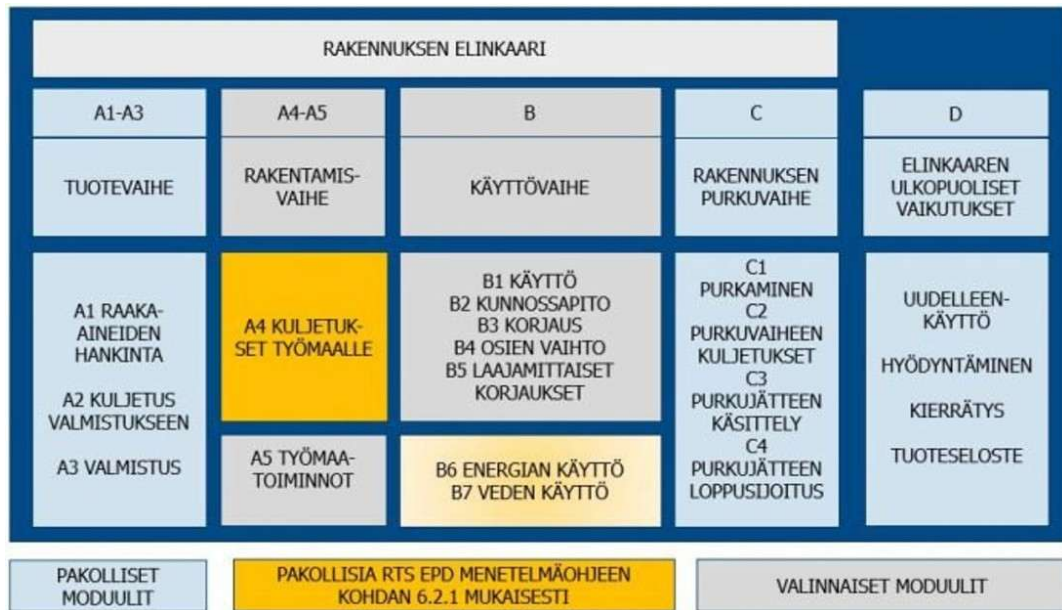 RAKENNUKSEN ELINKAARI
A1-A3
A4-A5
B
C
D
TUOTEVAIHE
RAKENTAMIS-
VAIHE
KÄYTTÖVAIHE
RAKENNUKSEN
PURKUVAIHE
ELINKAAREN
ULKOPUOLISET
VAIKUTUKSET
A1 RAAKA-
AINEIDEN
HANKINTA
A2 KULJETUS
VALMISTUKSEEN
A3 VALMISTUS
A4 KULJETUK-
SET TYÖMAALLE
A5 TYÖMAA-
TOIMINNOT
B1 KÄYTTÖ
B2 KUNNOSSAPITO
B3 KORJAUS
B4 OSIEN VAIHTO
B5 LAAJAMITTAISET
KORJAUKSET
B6 ENERGIAN KÄYTTÖ
B7 VEDEN KÄYTTÖ
C1
PURKAMINEN
C2
PURKUVAIHEEN
KULJETUKSET
C3
PURKUJÄTTEEN
KÄSITTELY
C4
PURKUJÄTTEEN
LOPPUSIJOITUS
UUDELLEEN-
KÄYTTÖ
HYÖDYNTÄMINEN
KIERRÄTYS
TUOTESELOSTE
PAKOLLISET
MODUULIT
PAKOLLISIA RTS EPD MENETELMÄOHJEEN
KOHDAN 6.2.1 MUKAISESTI
VALINNAISET MODUULIT